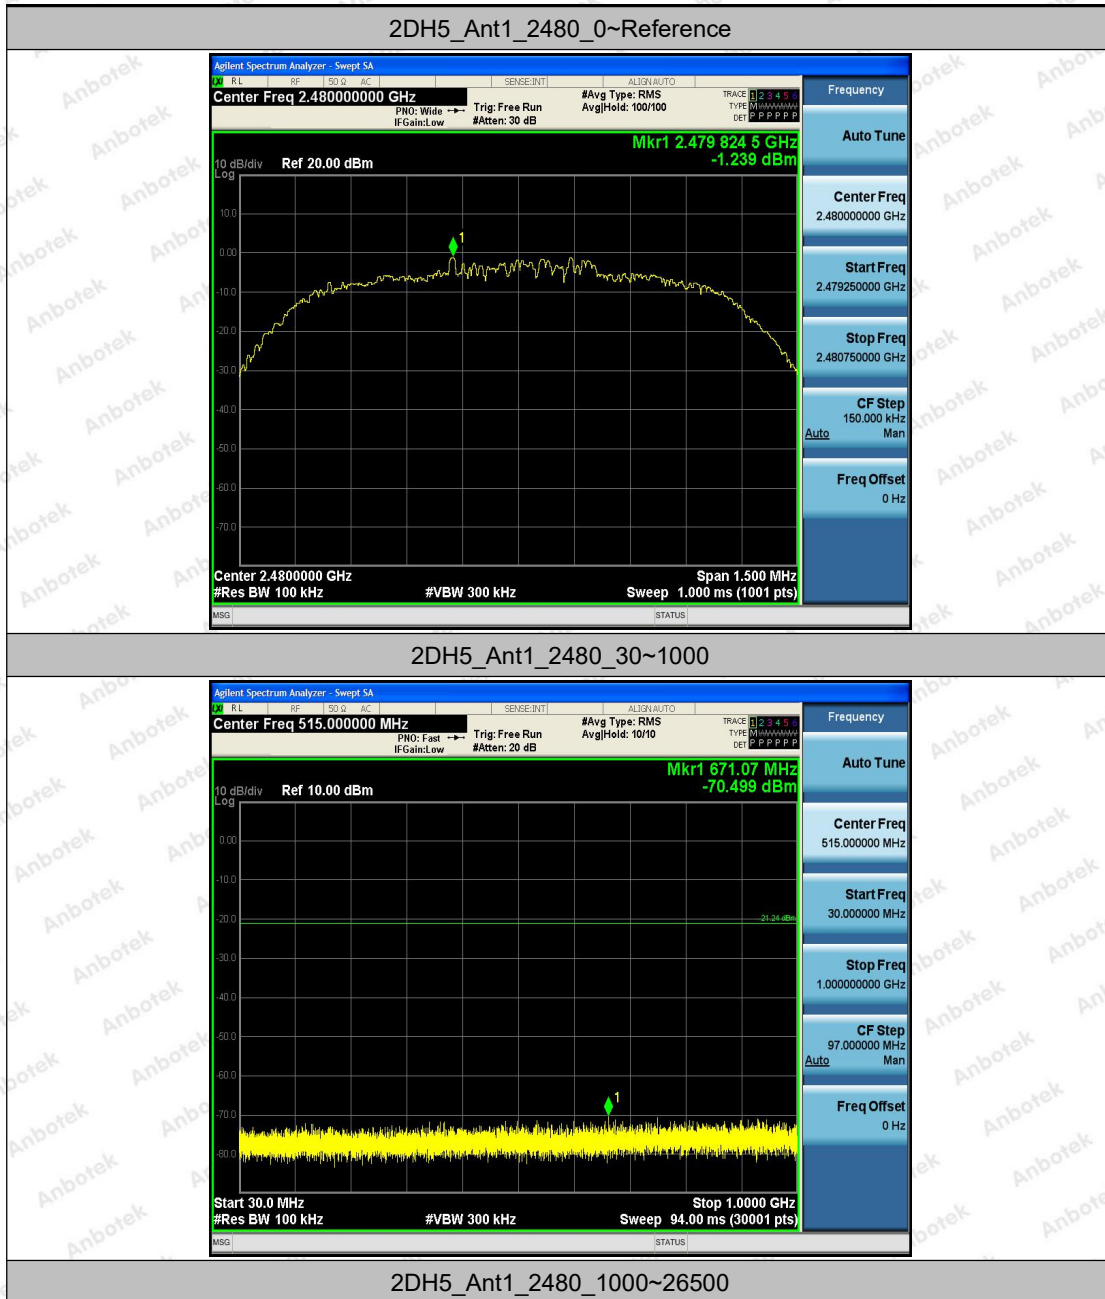 2DH5_Ant1_2480_0~Reference
Agilent Spectrum Analyzer - Swept SA
RL RF 50 Ω AC SENSE:INT ALIGN AUTO
Center Freq 2.480000000 GHz
PNO: Wide
IFGain:Low
Trig: Free Run
#Atten: 30 dB
#Avg Type: RMS
Avg|Hold: 100/100
TRACE 1 2 3 4 5 6
TYPE M
DET P P P P P P
Frequency
Mkr1 2.479 824 5 GHz
-1.239 dBm
10 dB/div
Log
Ref 20.00 dBm
10.0
0.00
-10.0
-20.0
-30.0
-40.0
-50.0
-60.0
-70.0
1
Center 2.4800000 GHz
Span 1.500 MHz
#Res BW 100 kHz
#VBW 300 kHz
Sweep 1.000 ms (1001 pts)
MSG
STATUS
Auto Tune
Center Freq
2.480000000 GHz
Start Freq
2.479250000 GHz
Stop Freq
2.480750000 GHz
CF Step
150.000 kHz
Auto Man
Freq Offset
0 Hz
2DH5_Ant1_2480_30~1000
Agilent Spectrum Analyzer - Swept SA
RL RF 50 Ω AC SENSE:INT ALIGN AUTO
Center Freq 515.000000 MHz
PNO: Fast
IFGain:Low
Trig: Free Run
#Atten: 20 dB
#Avg Type: RMS
Avg|Hold: 10/10
TRACE 1 2 3 4 5 6
TYPE M
DET P P P P P P
Frequency
Mkr1 671.07 MHz
-70.499 dBm
10 dB/div
Log
Ref 10.00 dBm
0.00
-10.0
-20.0
-30.0
-40.0
-50.0
-60.0
-70.0
-80.0
-21.24 dBm
1
Start 30.0 MHz
Stop 1.0000 GHz
#Res BW 100 kHz
#VBW 300 kHz
Sweep 94.00 ms (30001 pts)
MSG
STATUS
Auto Tune
Center Freq
515.000000 MHz
Start Freq
30.000000 MHz
Stop Freq
1.000000000 GHz
CF Step
97.000000 MHz
Auto Man
Freq Offset
0 Hz
2DH5_Ant1_2480_1000~26500
Anbotek